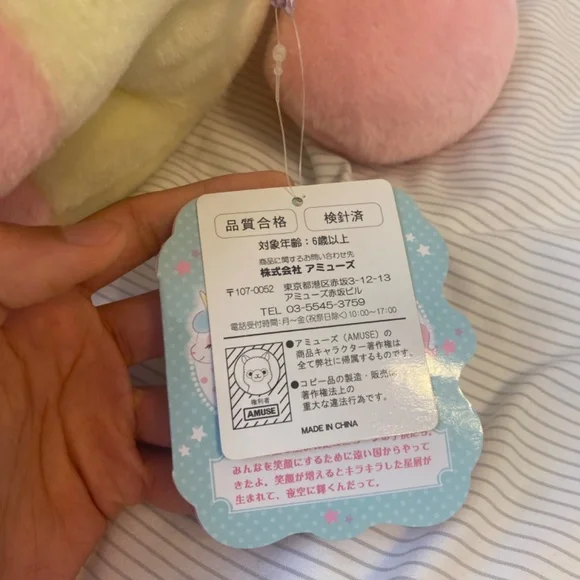 品質合格 検針済
対象年齢:6歳以上
商品に関するお問い合わせ先
株式会社 アミューズ
〒107-0052 東京都港区赤坂3-12-13
アミューズ赤坂ビル
TEL 03-5545-3759
電話受付時間:月〜金(祝祭日除く)10:00〜17:00
●アミューズ(AMUSE)の
商品キャラクター著作権は
全て弊社に帰属するものです。
●コピー品の製造・販売は
著作権法上の
重大な違法行為です。
権利者
AMUSE
MADE IN CHINA
みんなを笑顔にするために遠い国からやって
きたよ。笑顔が増えるとキラキラした星屑が
生まれて、夜空に輝くんだって。